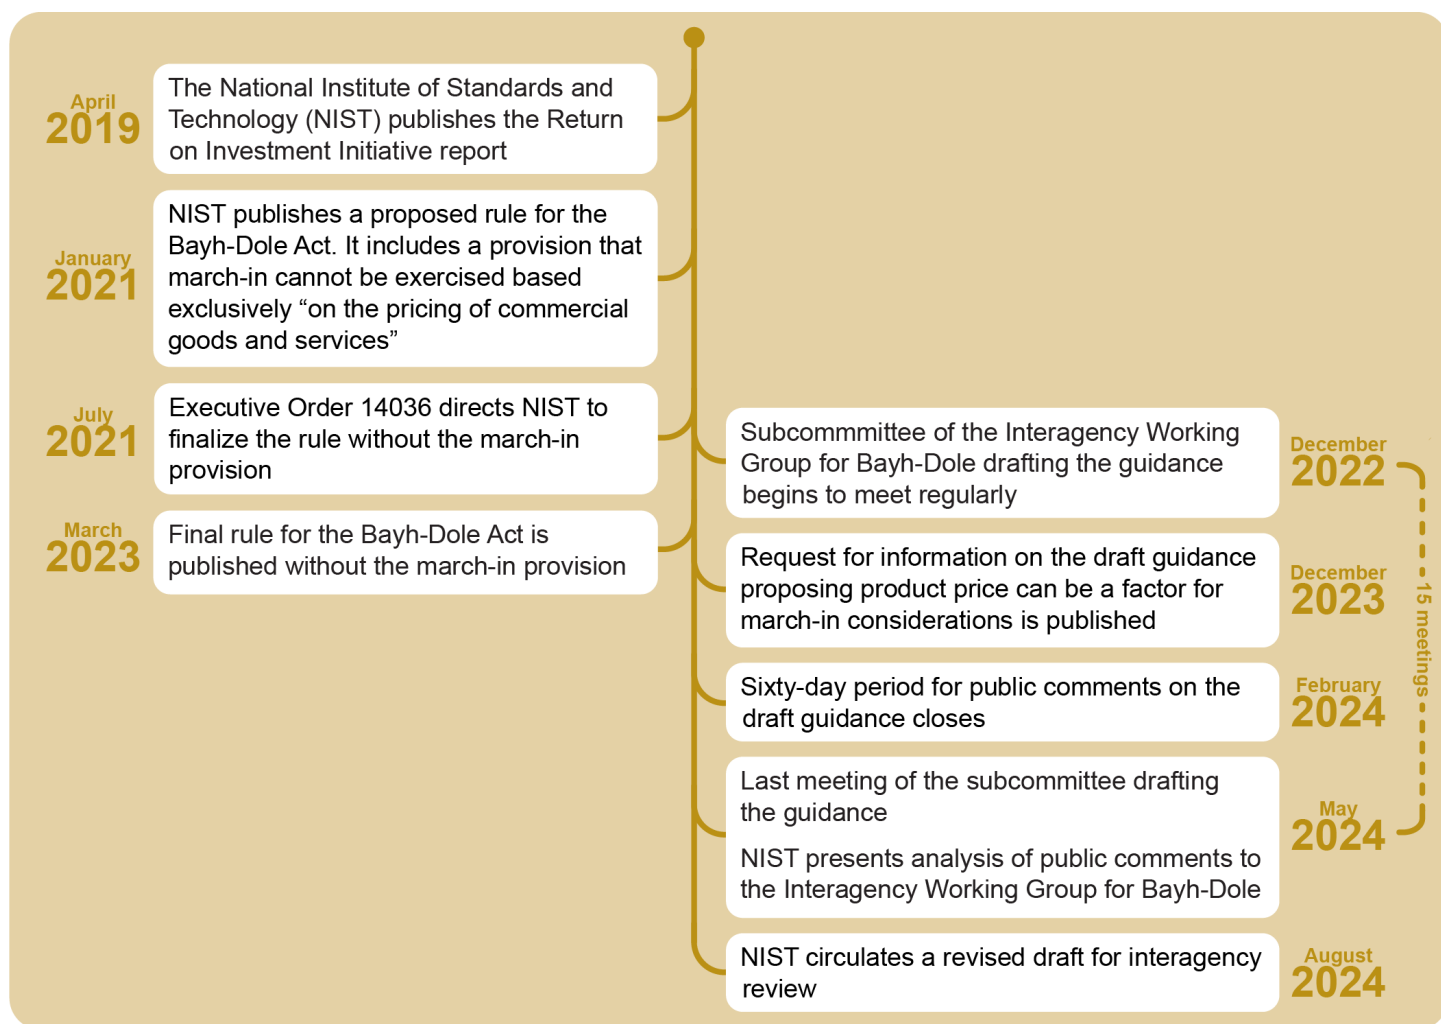 April
2019
The National Institute of Standards and
Technology (NIST) publishes the Return
on Investment Initiative report
January
2021
NIST publishes a proposed rule for the
Bayh-Dole Act. It includes a provision that
march-in cannot be exercised based
exclusively “on the pricing of commercial
goods and services”
July
2021
Executive Order 14036 directs NIST to
finalize the rule without the march-in
provision
March
2023
Final rule for the Bayh-Dole Act is
published without the march-in provision
Subcommmittee of the Interagency Working
Group for Bayh-Dole drafting the guidance
begins to meet regularly
December
2022
Request for information on the draft guidance
proposing product price can be a factor for
march-in considerations is published
December
2023
Sixty-day period for public comments on the
draft guidance closes
February
2024
Last meeting of the subcommittee drafting
the guidance
NIST presents analysis of public comments to
the Interagency Working Group for Bayh-Dole
May
2024
15 meetings
NIST circulates a revised draft for interagency
review
August
2024